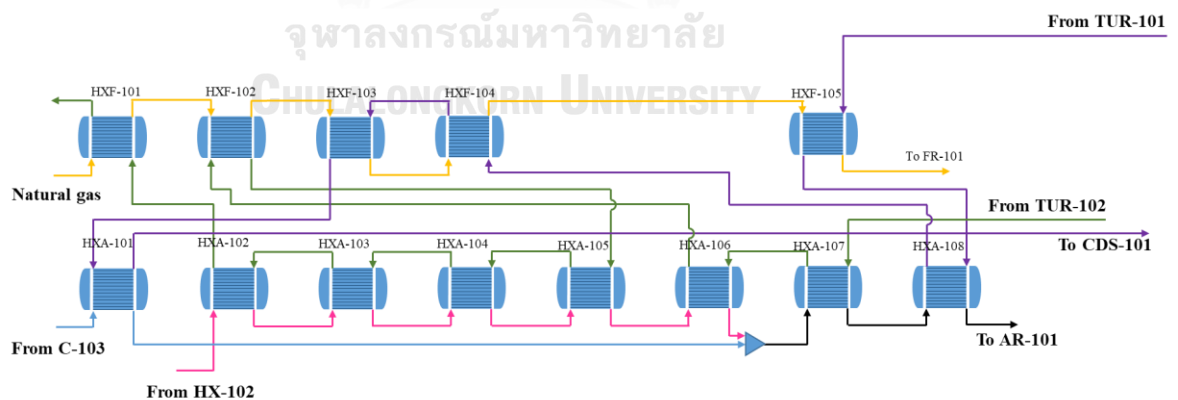 From TUR-101
จุฬาลงกรณ์มหาวิทยาลัย
CHULALONGKORN UNIVERSITY
HXF-101 HXF-102 HXF-103 HXF-104 HXF-105
To FR-101
Natural gas
From TUR-102
HXA-101 HXA-102 HXA-103 HXA-104 HXA-105 HXA-106 HXA-107 HXA-108
To CDS-101
From C-103
To AR-101
From HX-102